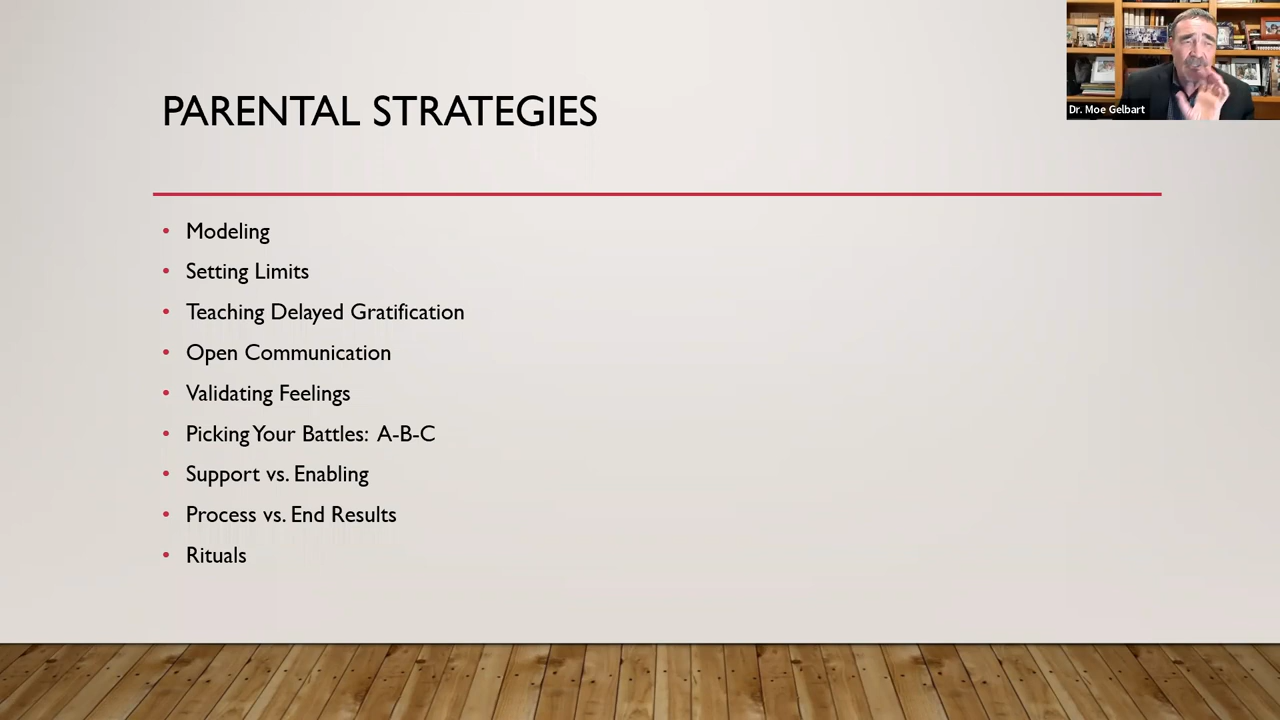 PARENTAL STRATEGIES
Dr. Moe Gelbart
• Modeling
• Setting Limits
• Teaching Delayed Gratification
• Open Communication
• Validating Feelings
• Picking Your Battles: A-B-C
• Support vs. Enabling
• Process vs. End Results
• Rituals